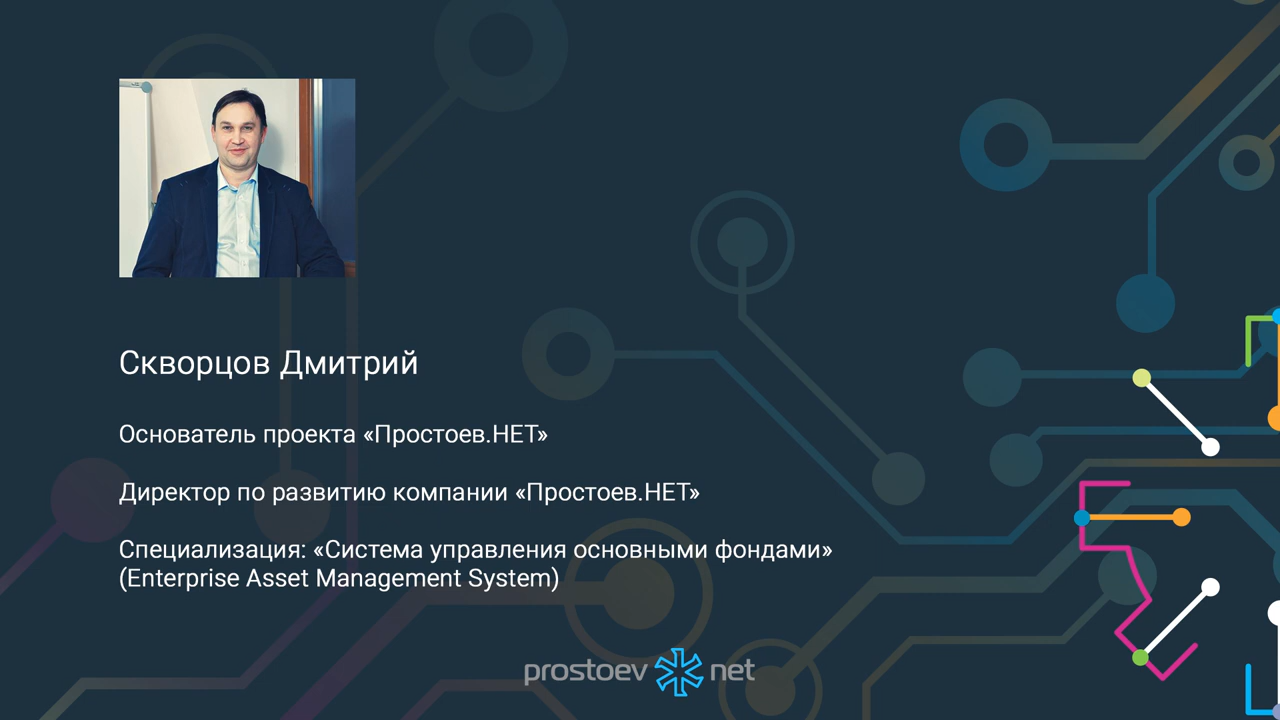 Скворцов Дмитрий
Основатель проекта «Простоев.НЕТ»
Директор по развитию компании «Простоев.НЕТ»
Специализация: «Система управления основными фондами»
(Enterprise Asset Management System)
prostoev net